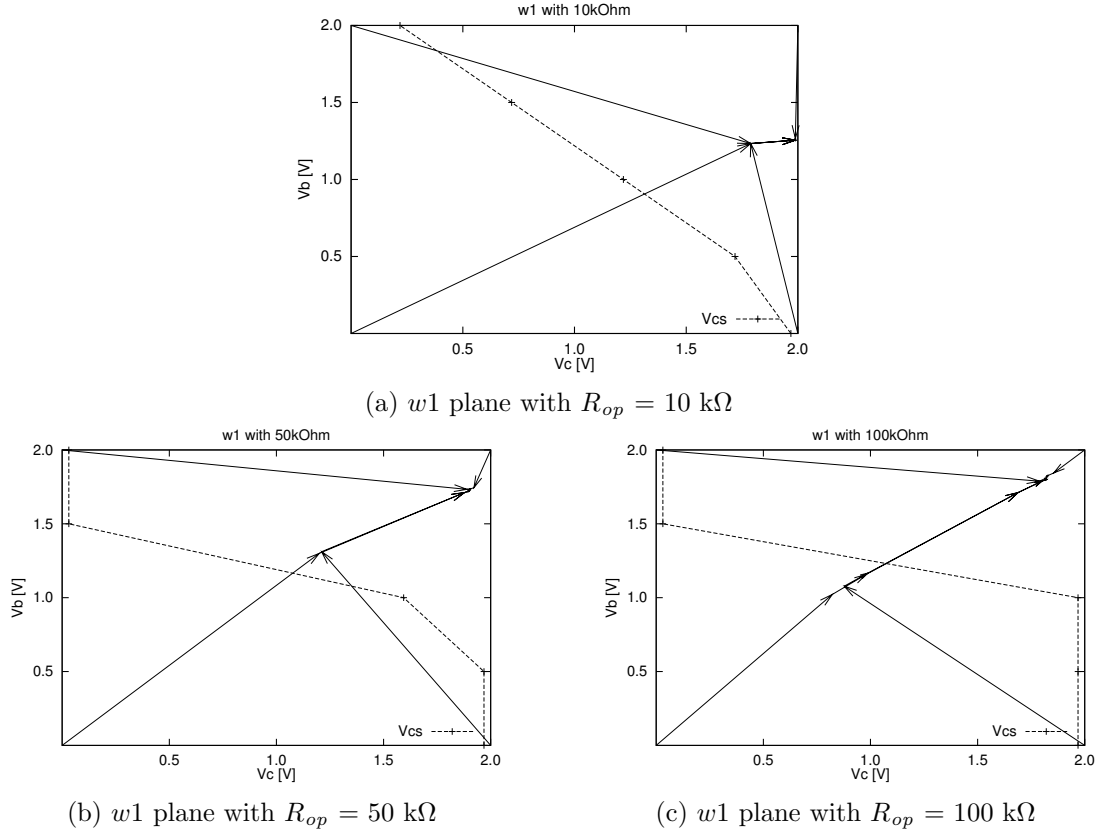 w1 with 10kOhm
2.0
1.5
1.0
0.5
Vb [V]
Vcs
0.5 1.0 1.5 2.0
Vc [V]
(a) w1 plane with R_op = 10 kΩ
w1 with 50kOhm
2.0
1.5
1.0
0.5
Vb [V]
Vcs
0.5 1.0 1.5 2.0
Vc [V]
(b) w1 plane with R_op = 50 kΩ
w1 with 100kOhm
2.0
1.5
1.0
0.5
Vb [V]
Vcs
0.5 1.0 1.5 2.0
Vc [V]
(c) w1 plane with R_op = 100 kΩ